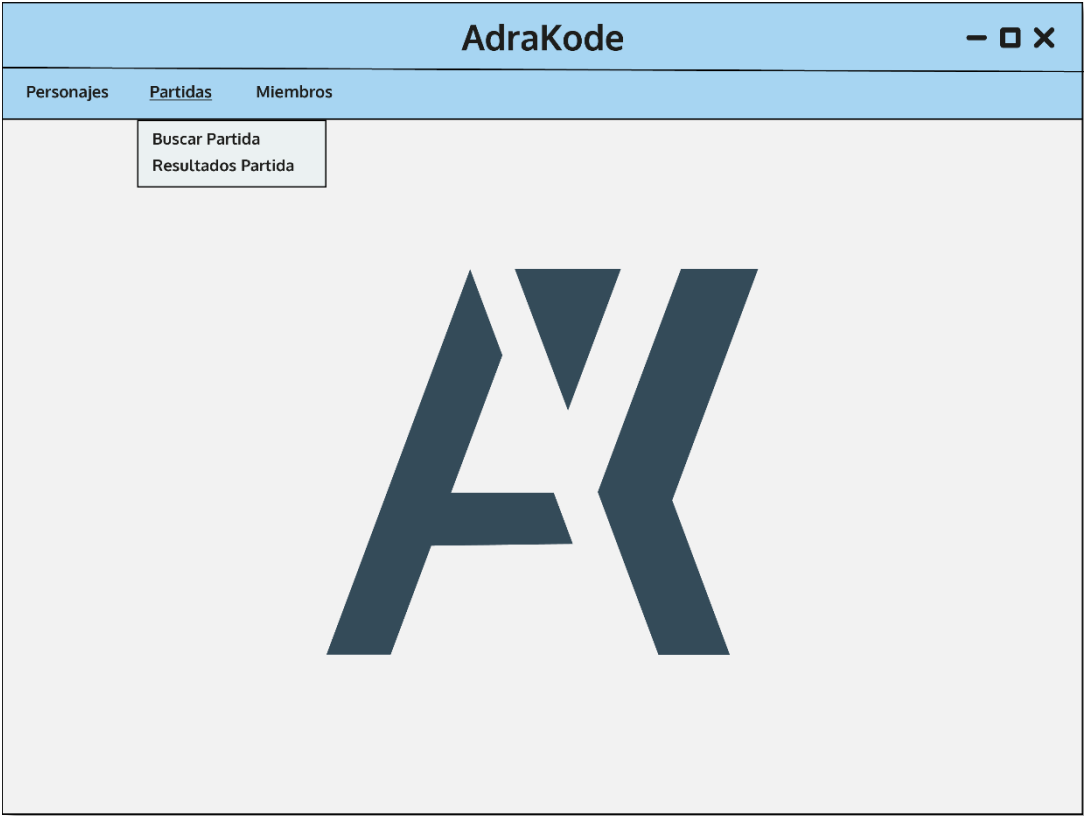 AdraKode
Personajes Partidas Miembros
Buscar Partida
Resultados Partida